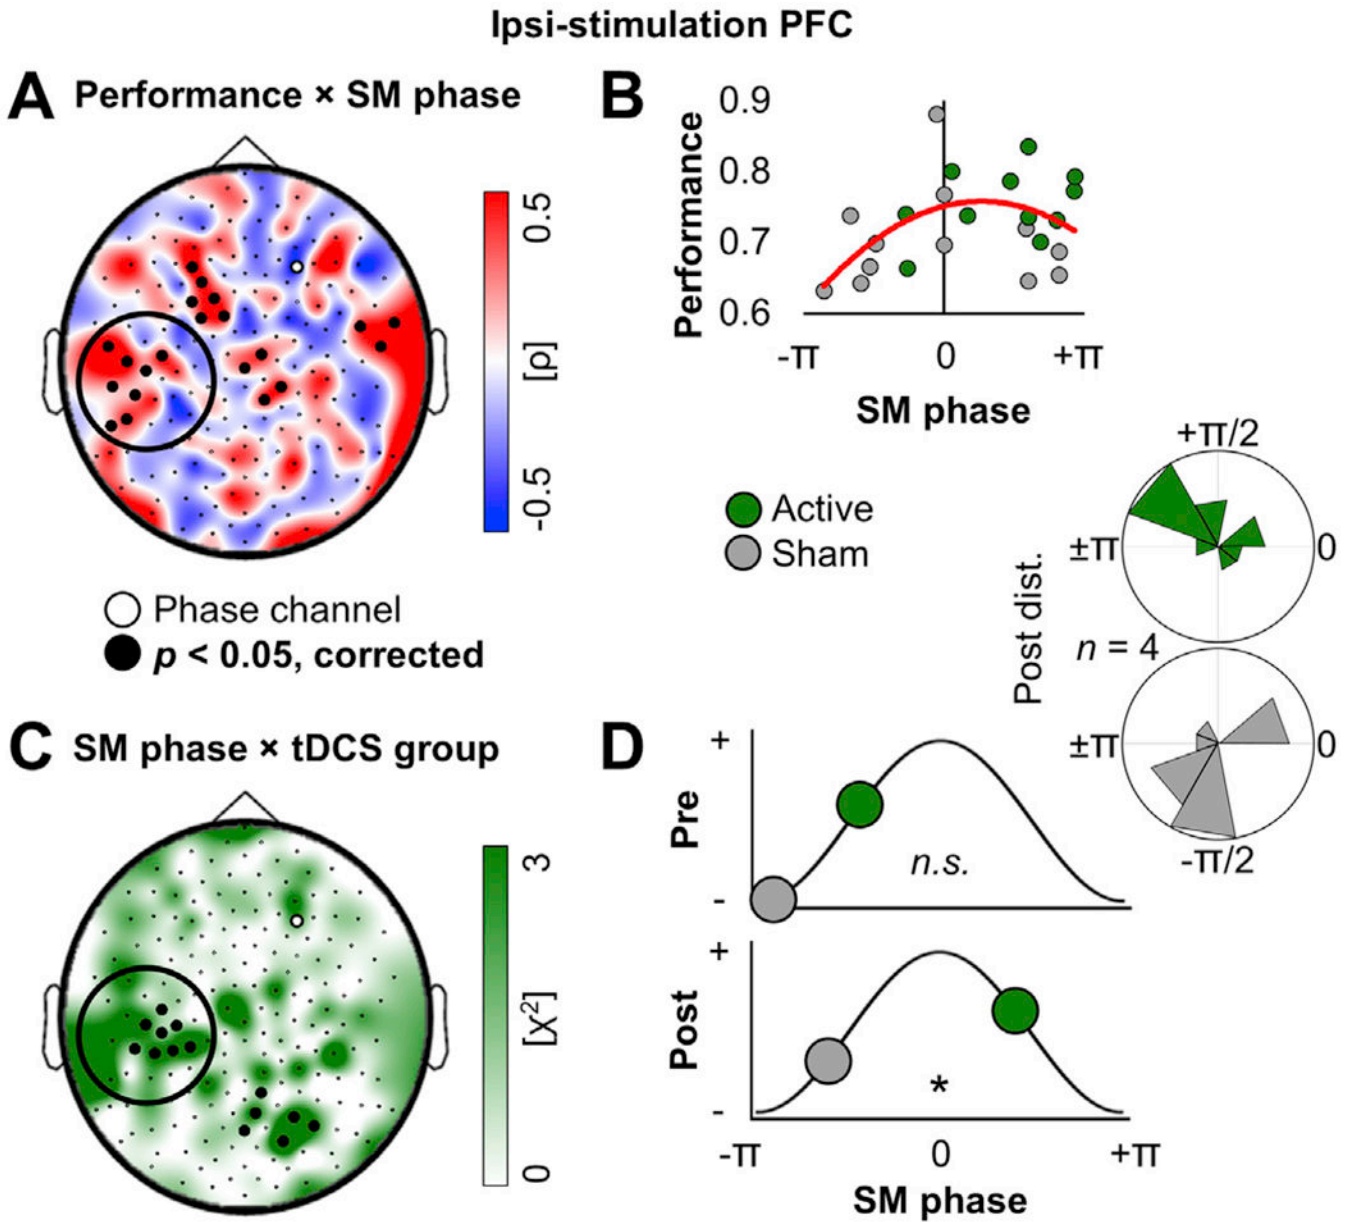 Ipsi-stimulation PFC
A Performance × SM phase
0.5
[ρ]
-0.5
Phase channel
p < 0.05, corrected
B
Performance
0.9
0.8
0.7
0.6
-π 0 +π
SM phase
Active
Sham
Post dist.
+π/2
±π 0
n = 4
±π 0
-π/2
C SM phase × tDCS group
3
[χ²]
0
D
Pre
+
-
n.s.
Post
+
-
*
-π 0 +π
SM phase